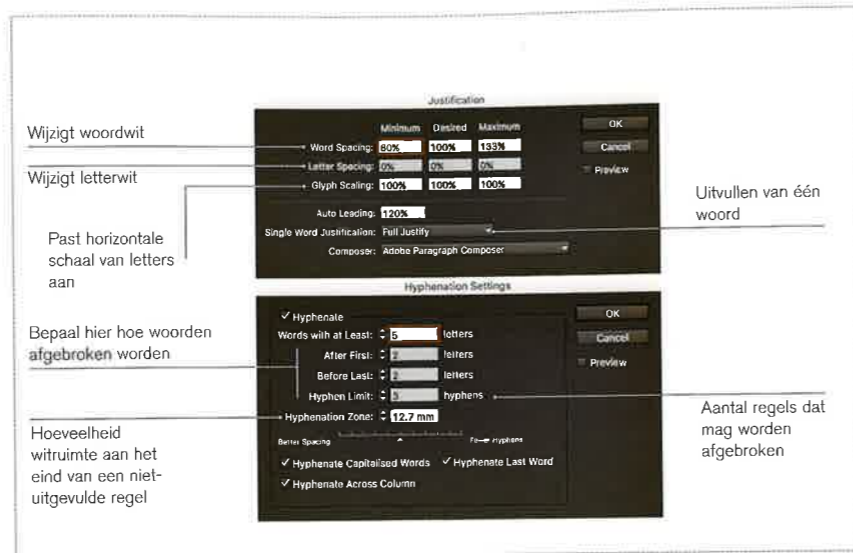 Justification
Minimum Desired Maximum
Word Spacing: 80% 100% 133%
Letter Spacing: 0% 0% 0%
Glyph Scaling: 100% 100% 100%
Auto Leading: 120%
Single Word Justification: Full Justify
Composer: Adobe Paragraph Composer
OK
Cancel
Preview
Wijzigt woordwit
Wijzigt letterwit
Past horizontale
schaal van letters
aan
Uitvullen van één
woord
Hyphenation Settings
Hyphenate
Words with at Least: 5 letters
After First: 2 letters
Before Last: 2 letters
Hyphen Limit: 3 hyphens
Hyphenation Zone: 12.7 mm
Better Spacing Fewer Hyphens
Hyphenate Capitalised Words Hyphenate Last Word
Hyphenate Across Column
OK
Cancel
Preview
Bepaal hier hoe woorden
afgebroken worden
Hoeveelheid
witruimte aan het
eind van een niet-
uitgevulde regel
Aantal regels dat
mag worden
afgebroken